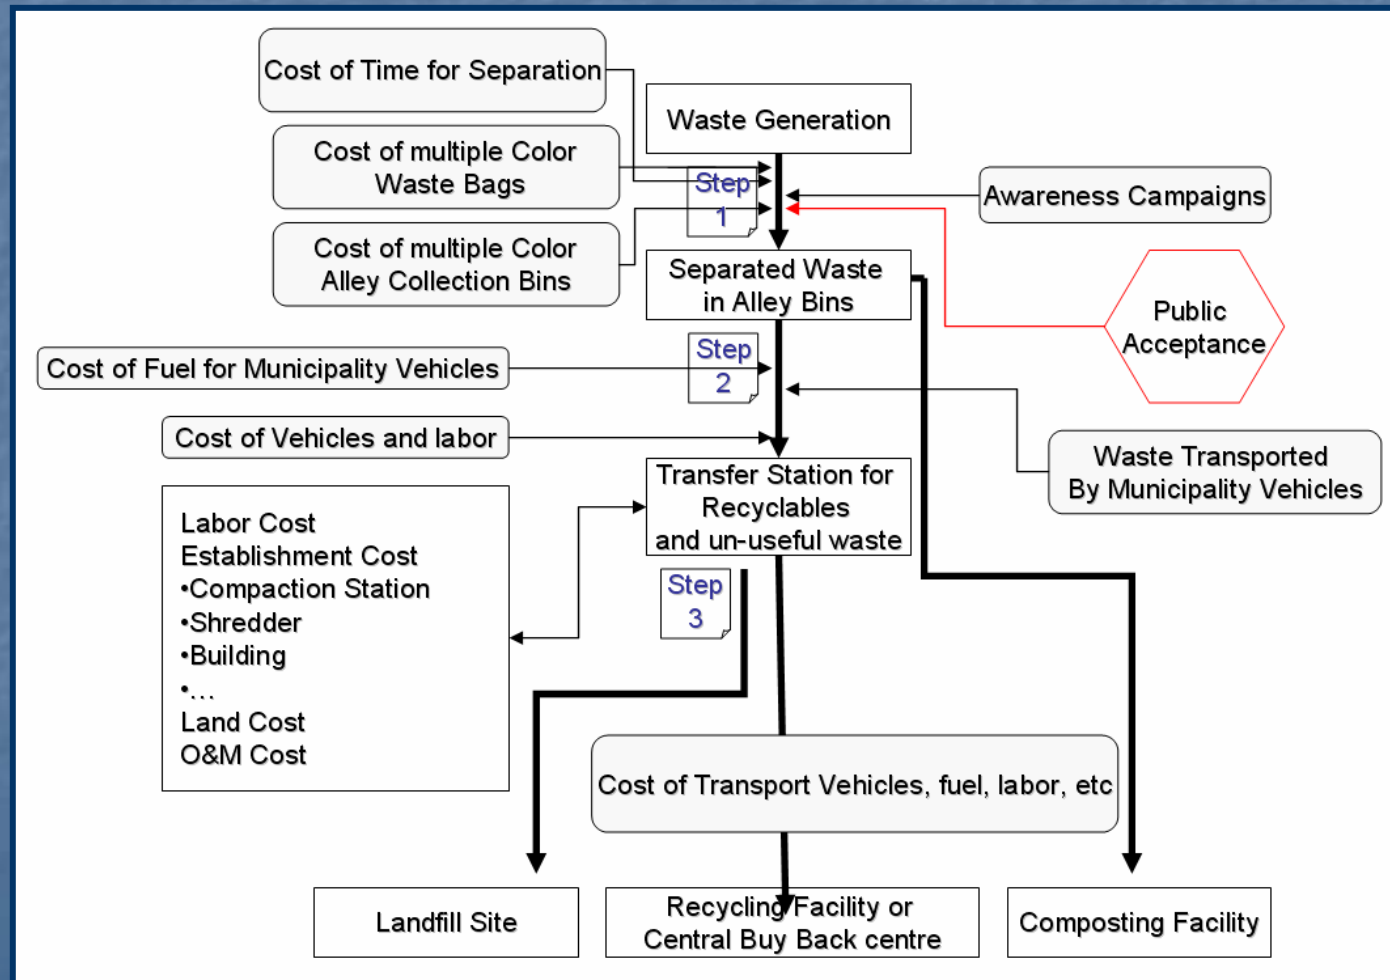 Cost of Time for Separation
Waste Generation
Cost of multiple Color
Waste Bags
Step
1
Awareness Campaigns
Cost of multiple Color
Alley Collection Bins
Separated Waste
in Alley Bins
Public
Acceptance
Step
2
Cost of Fuel for Municipality Vehicles
Cost of Vehicles and labor
Waste Transported
By Municipality Vehicles
Transfer Station for
Recyclables
and un-useful waste
Labor Cost
Establishment Cost
•Compaction Station
•Shredder
•Building
•…
Land Cost
O&M Cost
Step
3
Cost of Transport Vehicles, fuel, labor, etc
Landfill Site
Recycling Facility or
Central Buy Back centre
Composting Facility